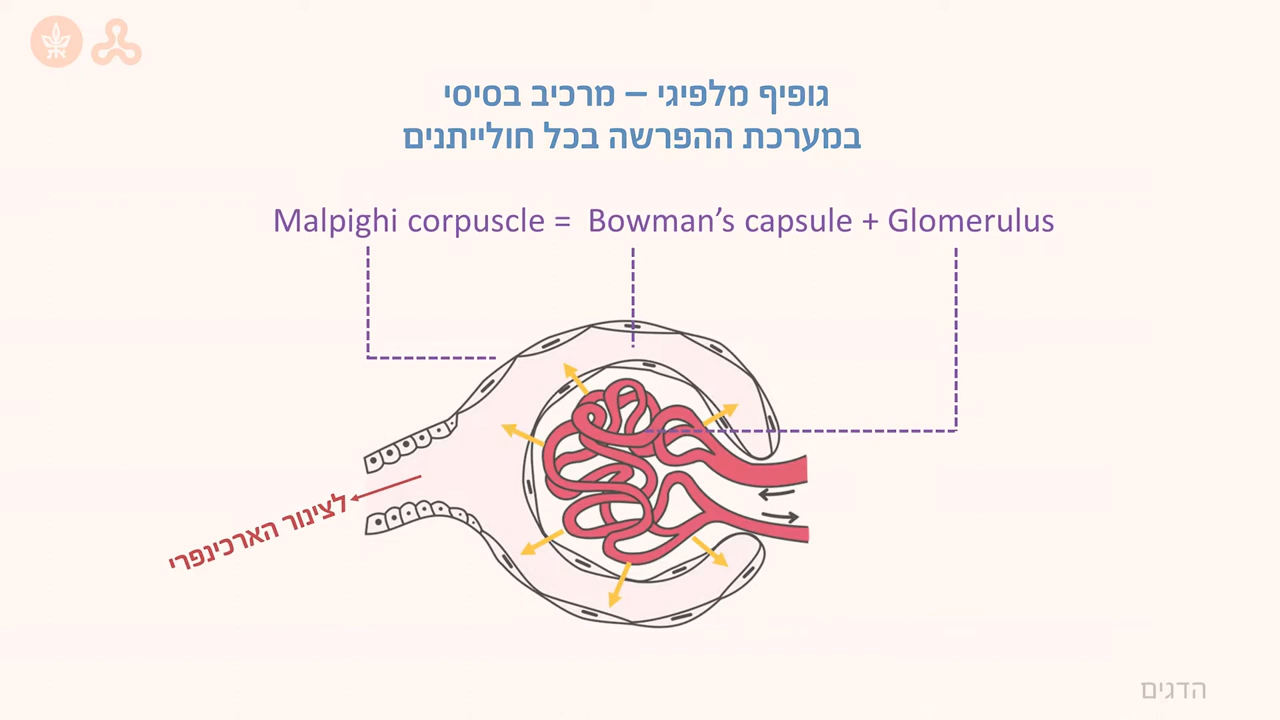 גופיף מלפיגי – מרכיב בסיסי
במערכת ההפרשה בכל חולייתנים
Malpighi corpuscle = Bowman’s capsule + Glomerulus
לצינור הארכינפרי
הדגים